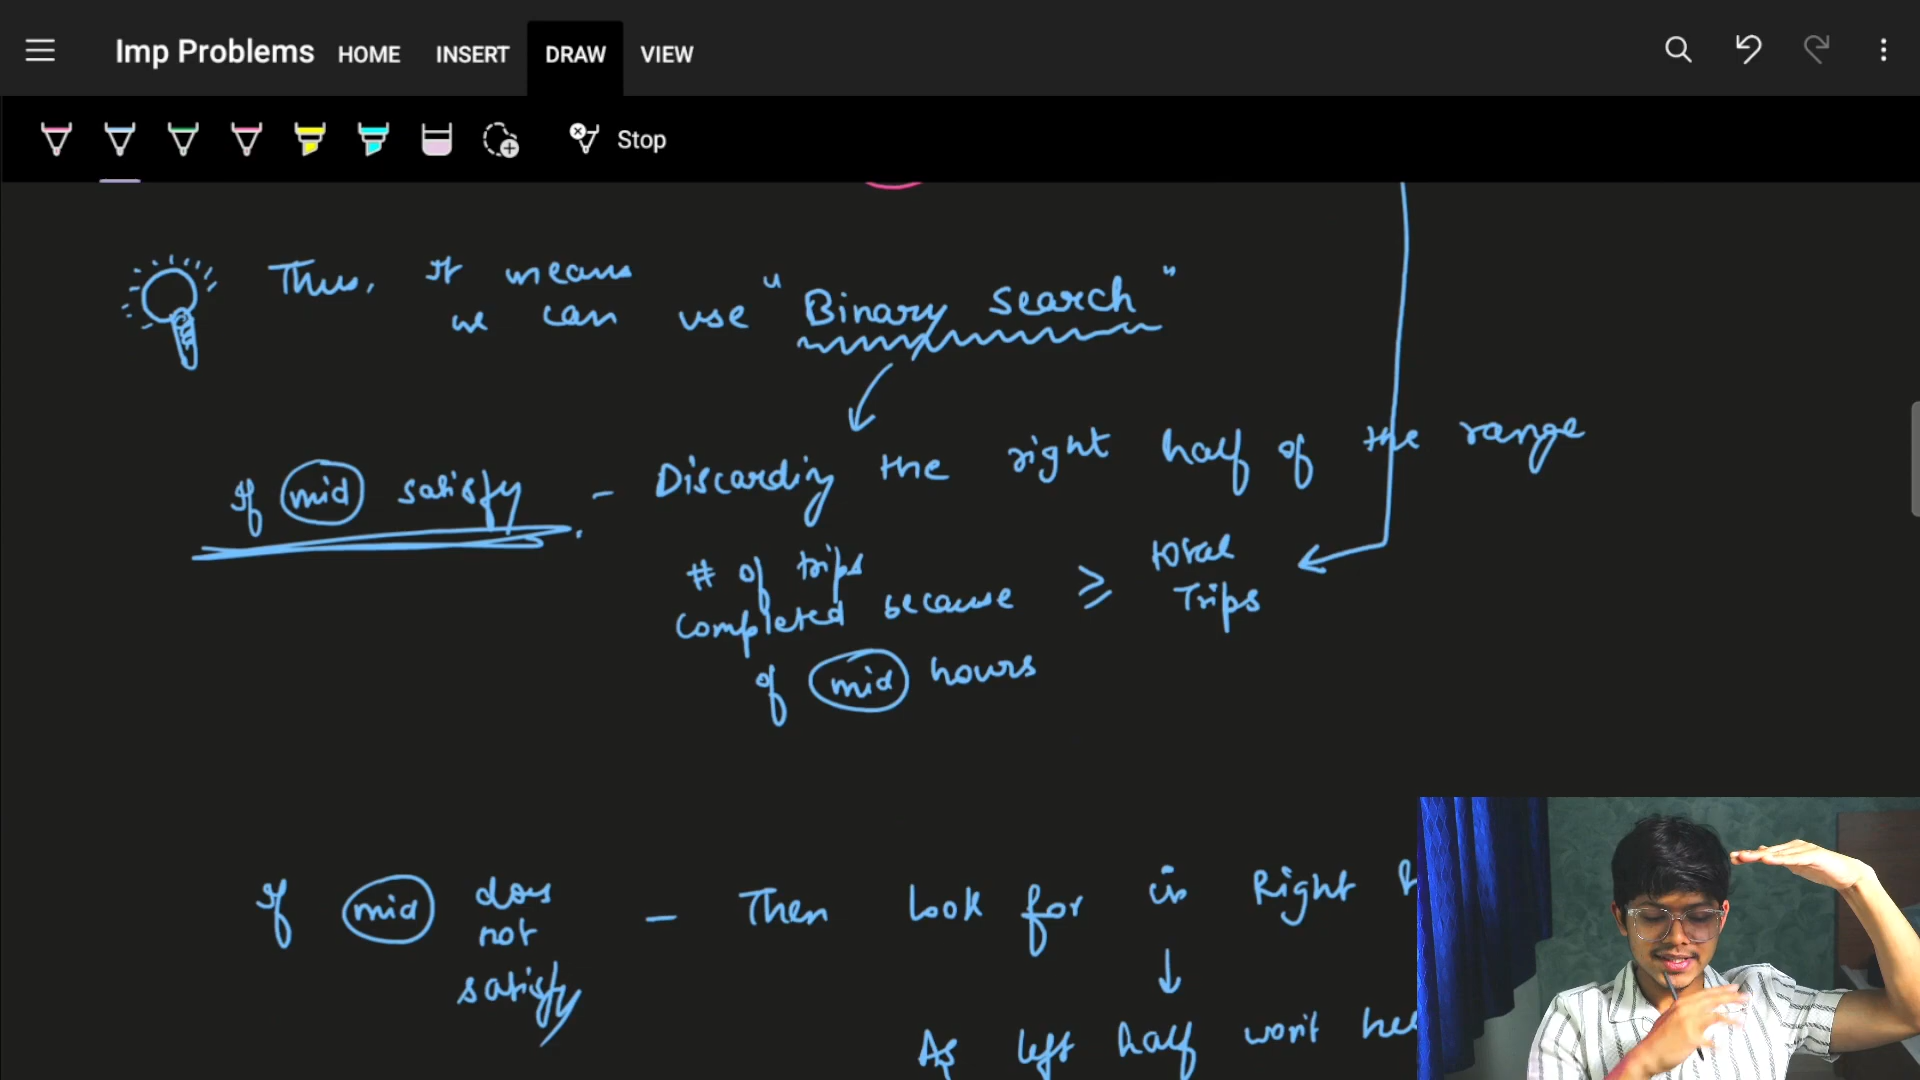 Imp Problems HOME INSERT DRAW VIEW
Stop
Thus, it means
we can use "Binary Search"
If mid satisfy - Discarding the right half of the range
# of trips
completed because ≥ total Trips
of mid hours
If mid does not satisfy - Then Look for in Right
As left half won't